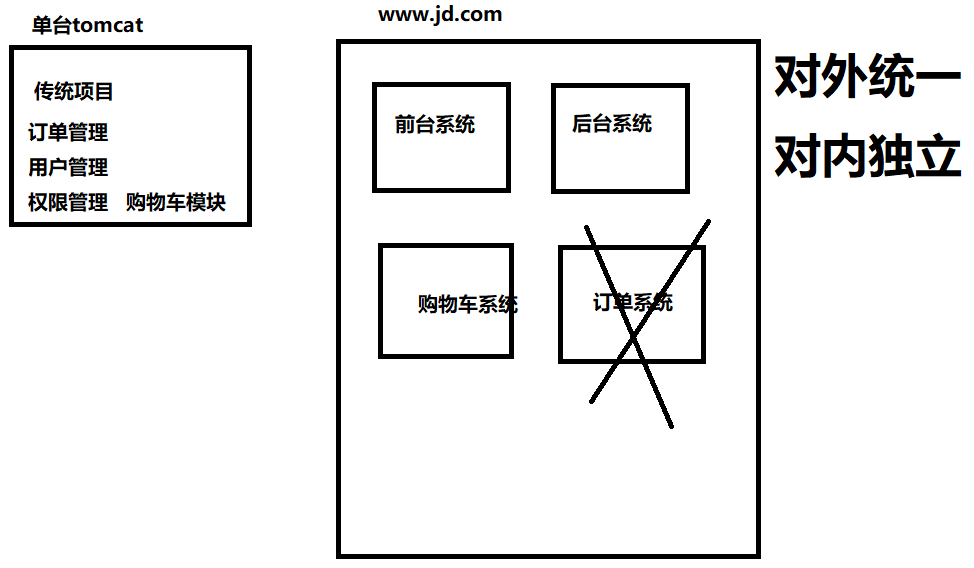 单台tomcat
传统项目
订单管理
用户管理
权限管理 购物车模块
www.jd.com
前台系统
后台系统
购物车系统
订单系统
对外统一
对内独立